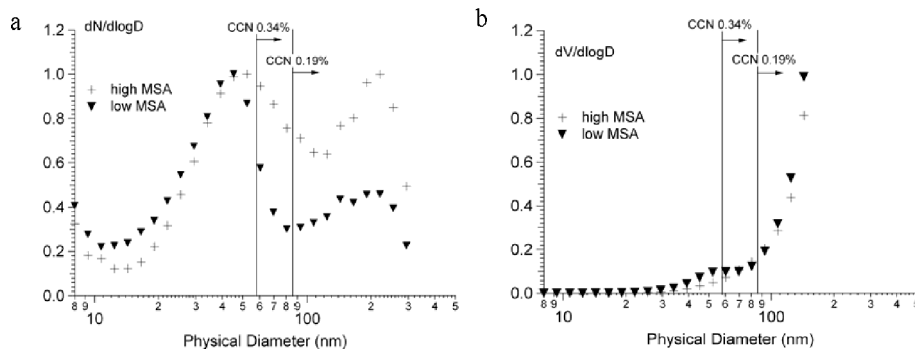 a
dN/dlogD
CCN 0.34%
CCN 0.19%
high MSA
low MSA
1.2
1.0
0.8
0.6
0.4
0.2
0.0
8 9 10 2 3 4 5 6 7 8 9 100 2 3 4 5
Physical Diameter (nm)
b
dV/dlogD
CCN 0.34%
CCN 0.19%
high MSA
low MSA
1.2
1.0
0.8
0.6
0.4
0.2
0.0
8 9 10 2 3 4 5 6 7 8 9 100 2 3 4 5
Physical Diameter (nm)